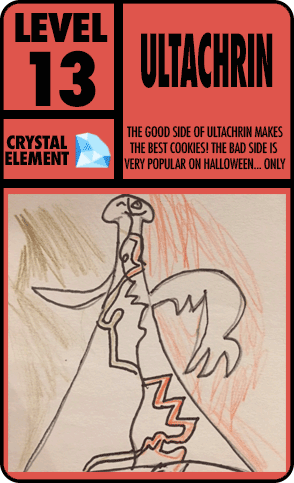 LEVEL
13
ULTACHRIN
CRYSTAL
ELEMENT
THE GOOD SIDE OF ULTACHRIN MAKES
THE BEST COOKIES! THE BAD SIDE IS
VERY POPULAR ON HALLOWEEN... ONLY